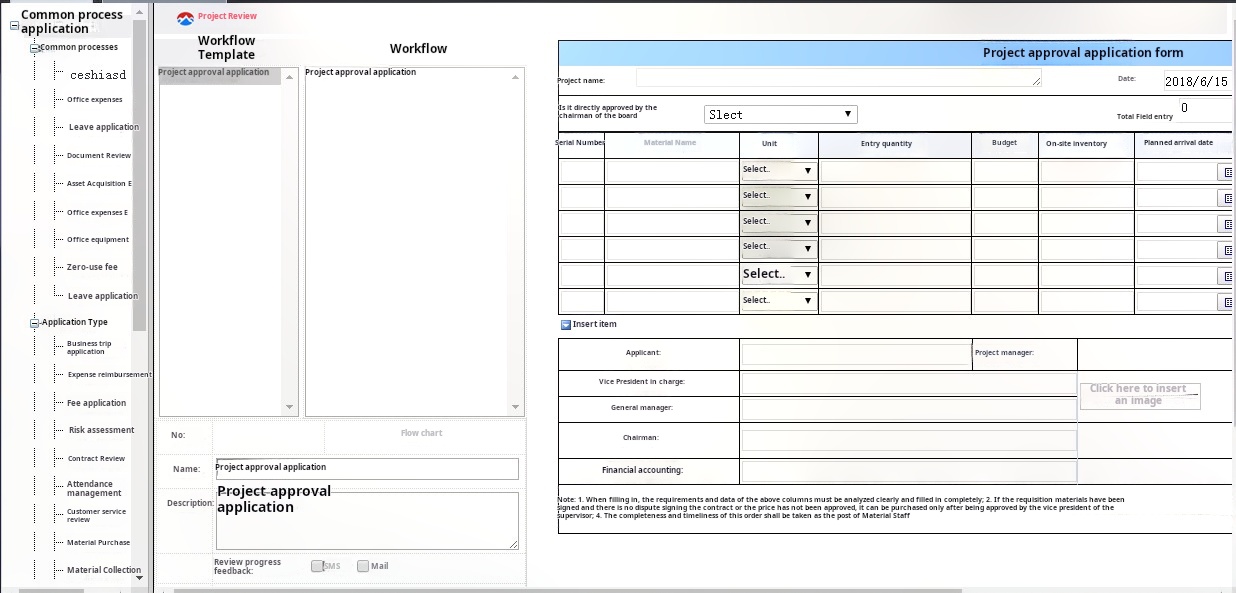 Common process
application
Common processes
ceshiasd
Office expenses
Leave application
Document Review
Asset Acquisition E
Office expenses E
Office equipment
Zero-use fee
Leave application
Application Type
Business trip
application
Expense reimbursement
Fee application
Risk assessment
Contract Review
Attendance
management
Customer service
review
Material Purchase
Material Collection
Project Review
Workflow
Template
Workflow
Project approval application
Project approval application
No:
Flow chart
Name:
Project approval application
Description:
Project approval
application
Review progress
feedback:
SMS
Mail
Project approval application form
Project name:
Date:
2018/6/15
Is it directly approved by the
chairman of the board
Slect
Total Field entry
0
Serial Number
Material Name
Unit
Entry quantity
Budget
On-site inventory
Planned arrival date
Select..
Select..
Select..
Select..
Select..
Select..
Insert item
Applicant:
Project manager:
Vice President in charge:
Click here to insert
an image
General manager:
Chairman:
Financial accounting:
Note: 1. When filling in, the requirements and data of the above columns must be analyzed clearly and filled in completely; 2. If the requisition materials have been
signed and there is no dispute signing the contract or the price has not been approved, it can be purchased only after being approved by the vice president of the
supervisor; 4. The completeness and timeliness of this order shall be taken as the post of Material Staff